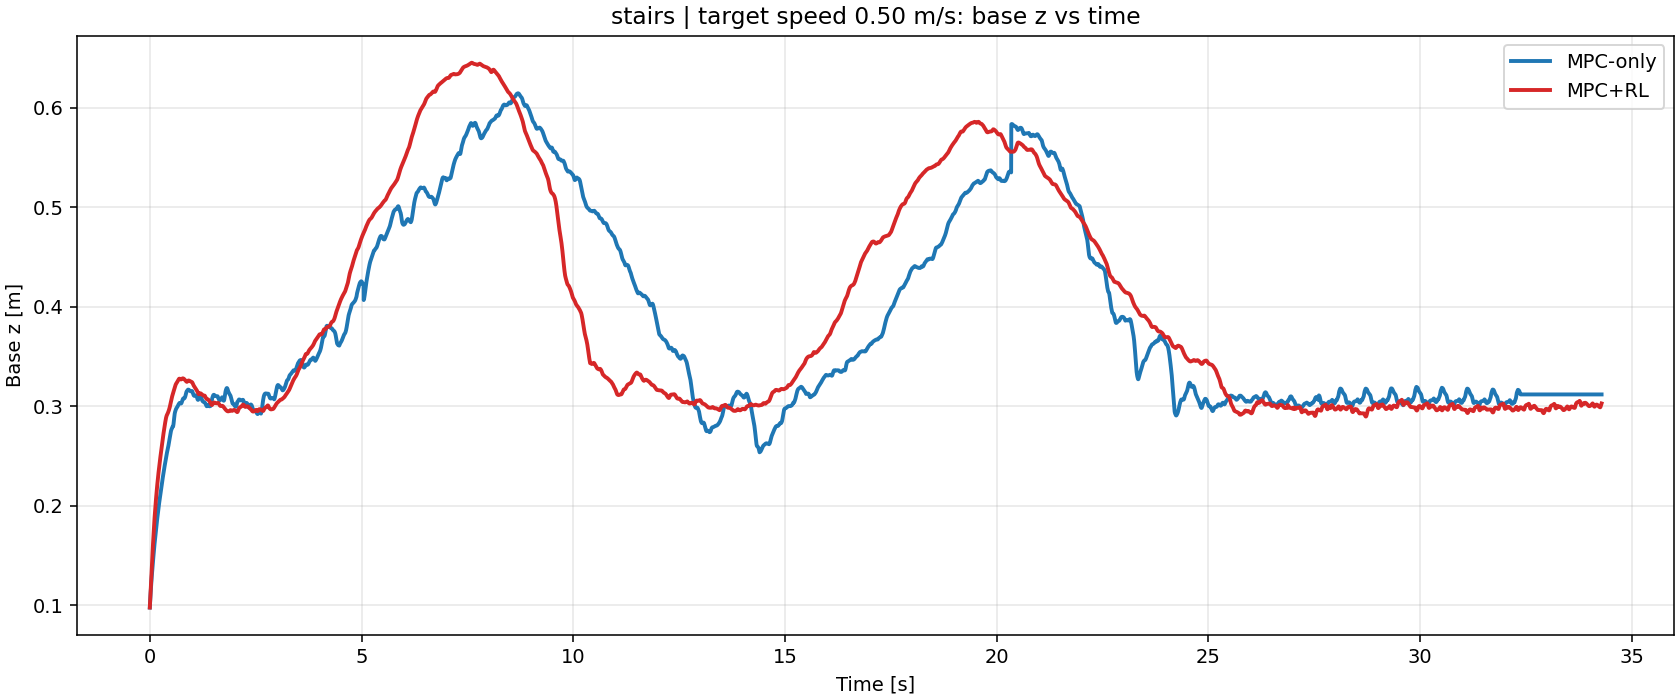 stairs | target speed 0.50 m/s: base z vs time
MPC-only
MPC+RL
Base z [m]
0.6
0.5
0.4
0.3
0.2
0.1
0 5 10 15 20 25 30 35
Time [s]